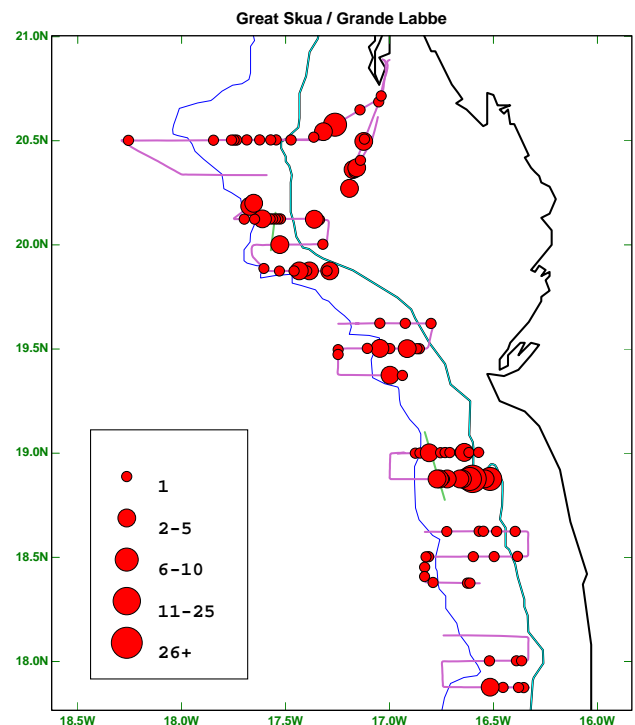 Great Skua / Grande Labbe
21.0N
20.5N
20.0N
19.5N
19.0N
18.5N
18.0N
1
2-5
6-10
11-25
26+
18.5W
18.0W
17.5W
17.0W
16.5W
16.0W